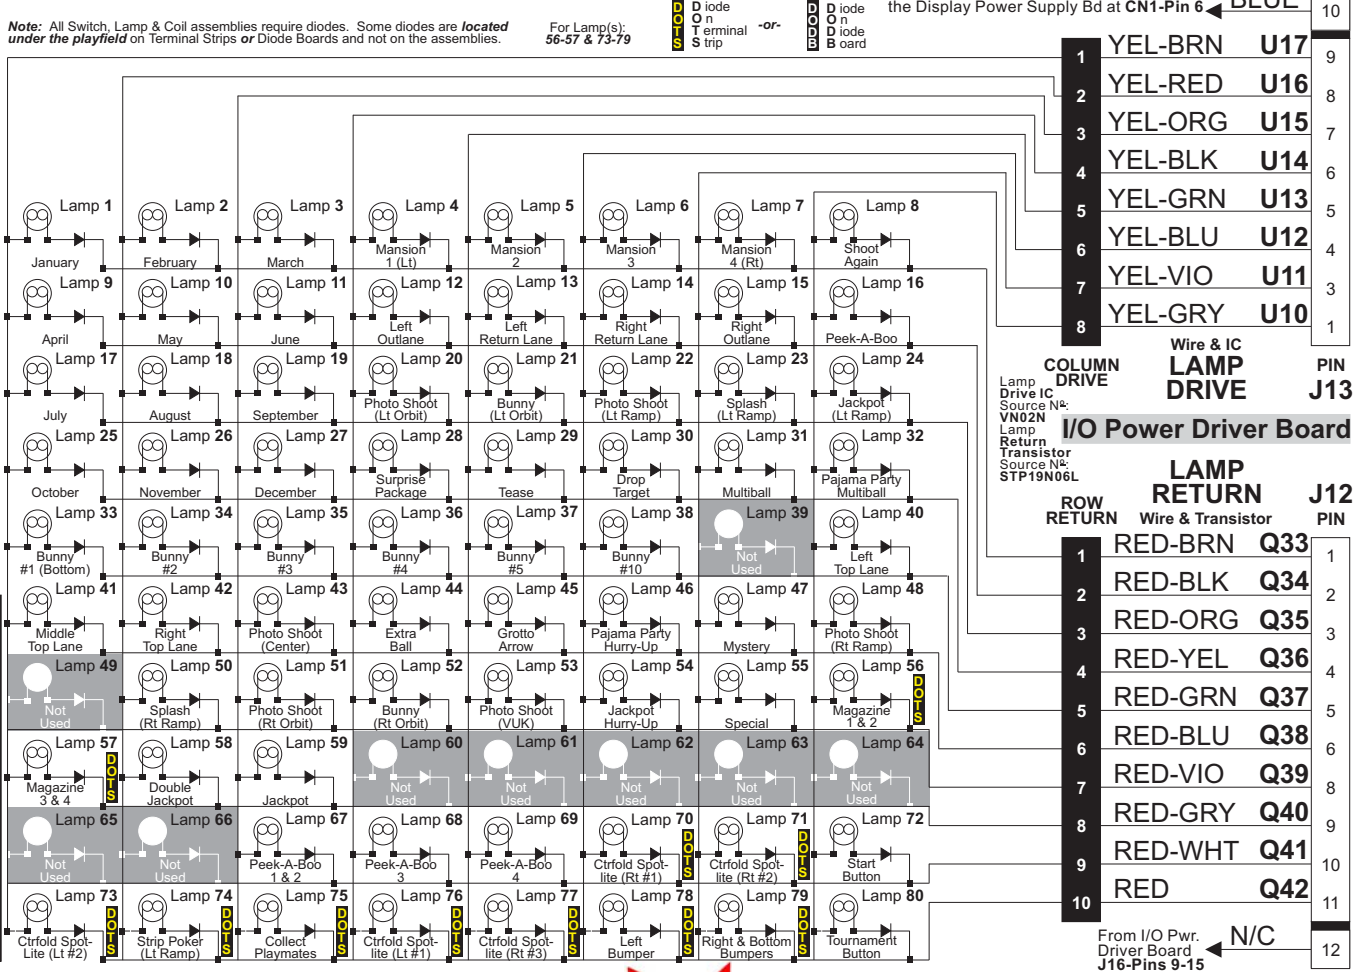 Note: All Switch, Lamp & Coil assemblies require diodes. Some diodes are located
under the playfield on Terminal Strips or Diode Boards and not on the assemblies.
For Lamp(s):
56-57 & 73-79
DOTS
Diode
On
Terminal
Strip
-or-
DODB
Diode
On
Diode
Board
the Display Power Supply Bd at CN1-Pin 6
BLUE
10
1 YEL-BRN U17 9
2 YEL-RED U16 8
3 YEL-ORG U15 7
4 YEL-BLK U14 6
5 YEL-GRN U13 5
6 YEL-BLU U12 4
7 YEL-VIO U11 3
8 YEL-GRY U10 1
COLUMN
DRIVE
Wire & IC
LAMP
DRIVE
PIN
J13
Lamp
Drive IC
Source Nº:
VN02N
Lamp
Return
Transistor
Source Nº:
STP19N06L
I/O Power Driver Board
LAMP
RETURN
J12
ROW
RETURN
Wire & Transistor
PIN
1 RED-BRN Q33 1
2 RED-BLK Q34 2
3 RED-ORG Q35 3
4 RED-YEL Q36 4
5 RED-GRN Q37 5
6 RED-BLU Q38 6
7 RED-VIO Q39 8
8 RED-GRY Q40 9
9 RED-WHT Q41 10
10 RED Q42 11
From I/O Pwr.
Driver Board
J16-Pins 9-15
N/C
12
Lamp 1
January
Lamp 2
February
Lamp 3
March
Lamp 4
Mansion
1 (Lt)
Lamp 5
Mansion
2
Lamp 6
Mansion
3
Lamp 7
Mansion
4 (Rt)
Lamp 8
Shoot
Again
Lamp 9
April
Lamp 10
May
Lamp 11
June
Lamp 12
Left
Outlane
Lamp 13
Left
Return Lane
Lamp 14
Right
Return Lane
Lamp 15
Right
Outlane
Lamp 16
Peek-A-Boo
Lamp 17
July
Lamp 18
August
Lamp 19
September
Lamp 20
Photo Shoot
(Lt Orbit)
Lamp 21
Bunny
(Lt Orbit)
Lamp 22
Photo Shoot
(Lt Ramp)
Lamp 23
Splash
(Lt Ramp)
Lamp 24
Jackpot
(Lt Ramp)
Lamp 25
October
Lamp 26
November
Lamp 27
December
Lamp 28
Surprise
Package
Lamp 29
Tease
Lamp 30
Drop
Target
Lamp 31
Multiball
Lamp 32
Pajama Party
Multiball
Lamp 33
Bunny
#1 (Bottom)
Lamp 34
Bunny
#2
Lamp 35
Bunny
#3
Lamp 36
Bunny
#4
Lamp 37
Bunny
#5
Lamp 38
Bunny
#10
Lamp 39
Not
Used
Lamp 40
Left
Top Lane
Lamp 41
Middle
Top Lane
Lamp 42
Right
Top Lane
Lamp 43
Photo Shoot
(Center)
Lamp 44
Extra
Ball
Lamp 45
Grotto
Arrow
Lamp 46
Pajama Party
Hurry-Up
Lamp 47
Mystery
Lamp 48
Photo Shoot
(Rt Ramp)
Lamp 49
Not
Used
Lamp 50
Splash
(Rt Ramp)
Lamp 51
Photo Shoot
(Rt Orbit)
Lamp 52
Bunny
(Rt Orbit)
Lamp 53
Photo Shoot
(VUK)
Lamp 54
Jackpot
Hurry-Up
Lamp 55
Special
Lamp 56
Magazine
1 & 2
DOTS
Lamp 57
Magazine
3 & 4
DOTS
Lamp 58
Double
Jackpot
Lamp 59
Jackpot
Lamp 60
Not
Used
Lamp 61
Not
Used
Lamp 62
Not
Used
Lamp 63
Not
Used
Lamp 64
Not
Used
Lamp 65
Not
Used
Lamp 66
Not
Used
Lamp 67
Peek-A-Boo
1 & 2
Lamp 68
Peek-A-Boo
3
Lamp 69
Peek-A-Boo
4
Lamp 70
Ctrfold Spot-
lite (Rt #1)
DOTS
Lamp 71
Ctrfold Spot-
lite (Rt #2)
DOTS
Lamp 72
Start
Button
Lamp 73
Ctrfold Spot-
lite (Lt #2)
DOTS
Lamp 74
Strip Poker
(Lt Ramp)
DOTS
Lamp 75
Collect
Playmates
DOTS
Lamp 76
Ctrfold Spot-
lite (Lt #1)
DOTS
Lamp 77
Ctrfold Spot-
lite (Rt #3)
DOTS
Lamp 78
Left
Bumper
DOTS
Lamp 79
Right & Bottom
Bumpers
DOTS
Lamp 80
Tournament
Button